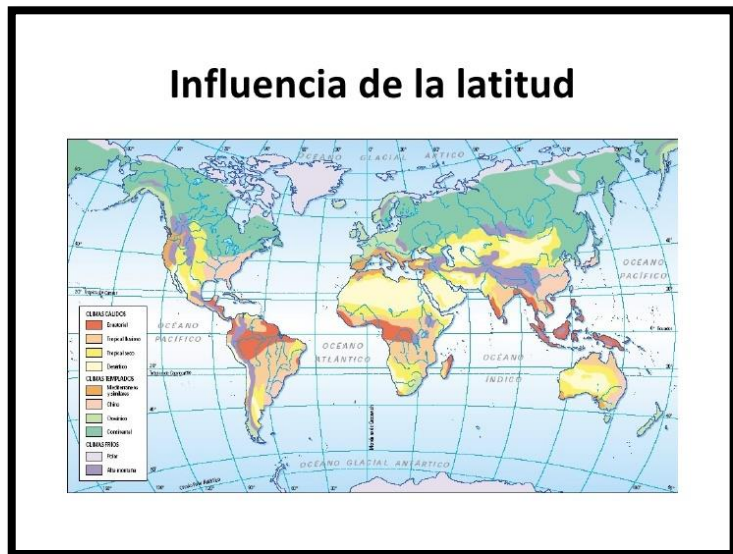 Influencia de la latitud
OCÉANO GLACIAL ÁRTICO
OCÉANO
PACÍFICO
OCÉANO
PACÍFICO
OCÉANO
ATLÁNTICO
OCÉANO
ÍNDICO
OCÉANO GLACIAL ANTÁRTICO
CLIMAS CÁLIDOS
Ecuatorial
Tropical lluvioso
Tropical seco
Desértico
CLIMAS TEMPLADOS
Mediterráneo
y similares
Chino
Oceánico
Continental
CLIMAS FRÍOS
Polar
Alta montaña